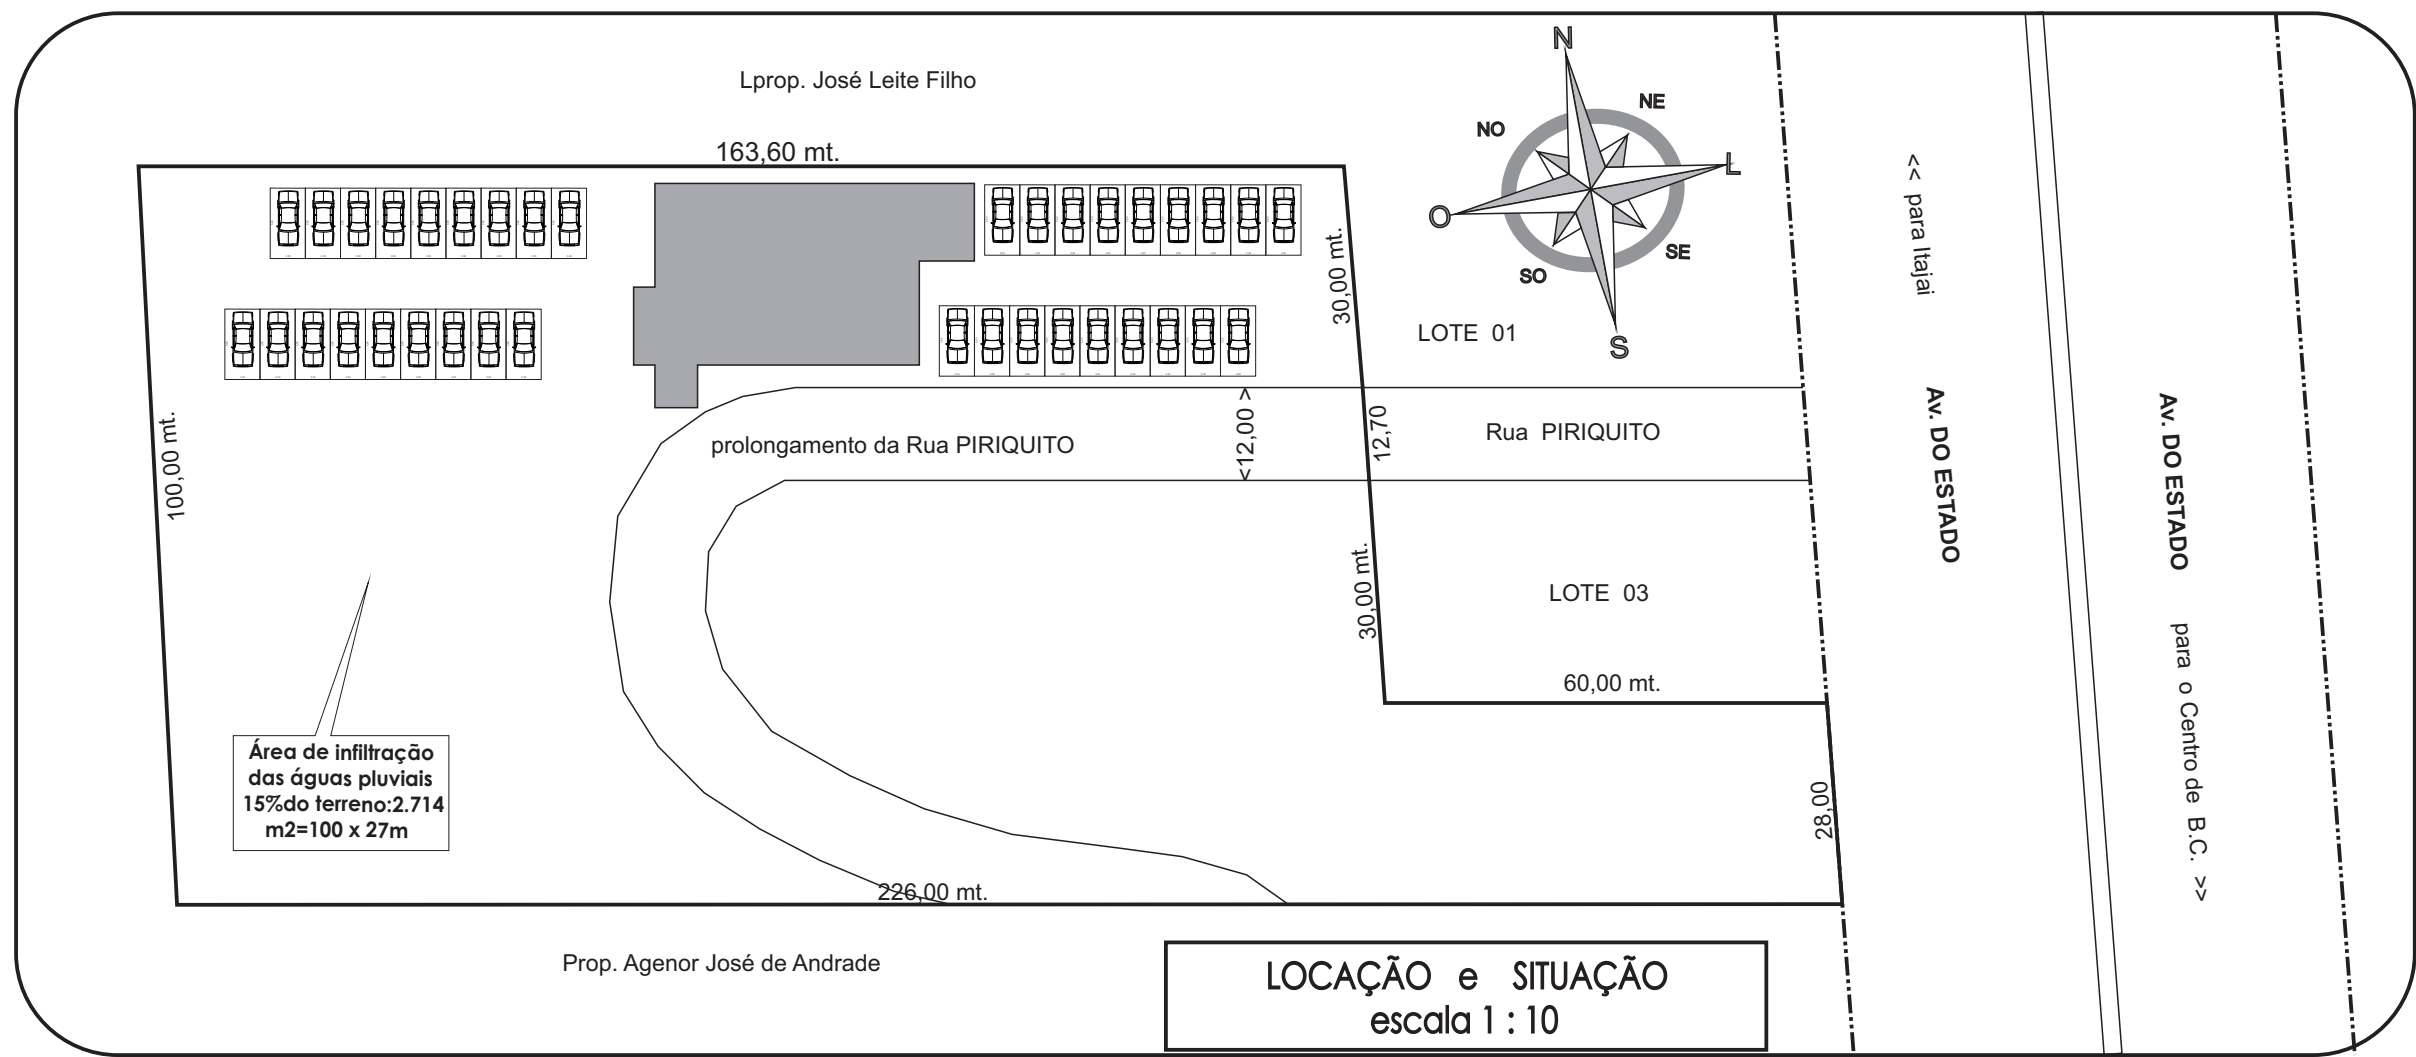 Lprop. José Leite Filho
163,60 mt.
N
NE
NO
L
O
SE
SO
S
<< para Itajai
30,00 mt.
LOTE 01
100,00 mt.
prolongamento da Rua PIRIQUITO
<12,00 >
12,70
Rua PIRIQUITO
Av. DO ESTADO
Av. DO ESTADO
para o Centro de B.C. >>
30,00 mt.
LOTE 03
60,00 mt.
Área de infiltração
das águas pluviais
15%do terreno:2.714
m2=100 x 27m
28,00
226,00 mt.
Prop. Agenor José de Andrade
LOCAÇÃO e SITUAÇÃO
escala 1 : 10